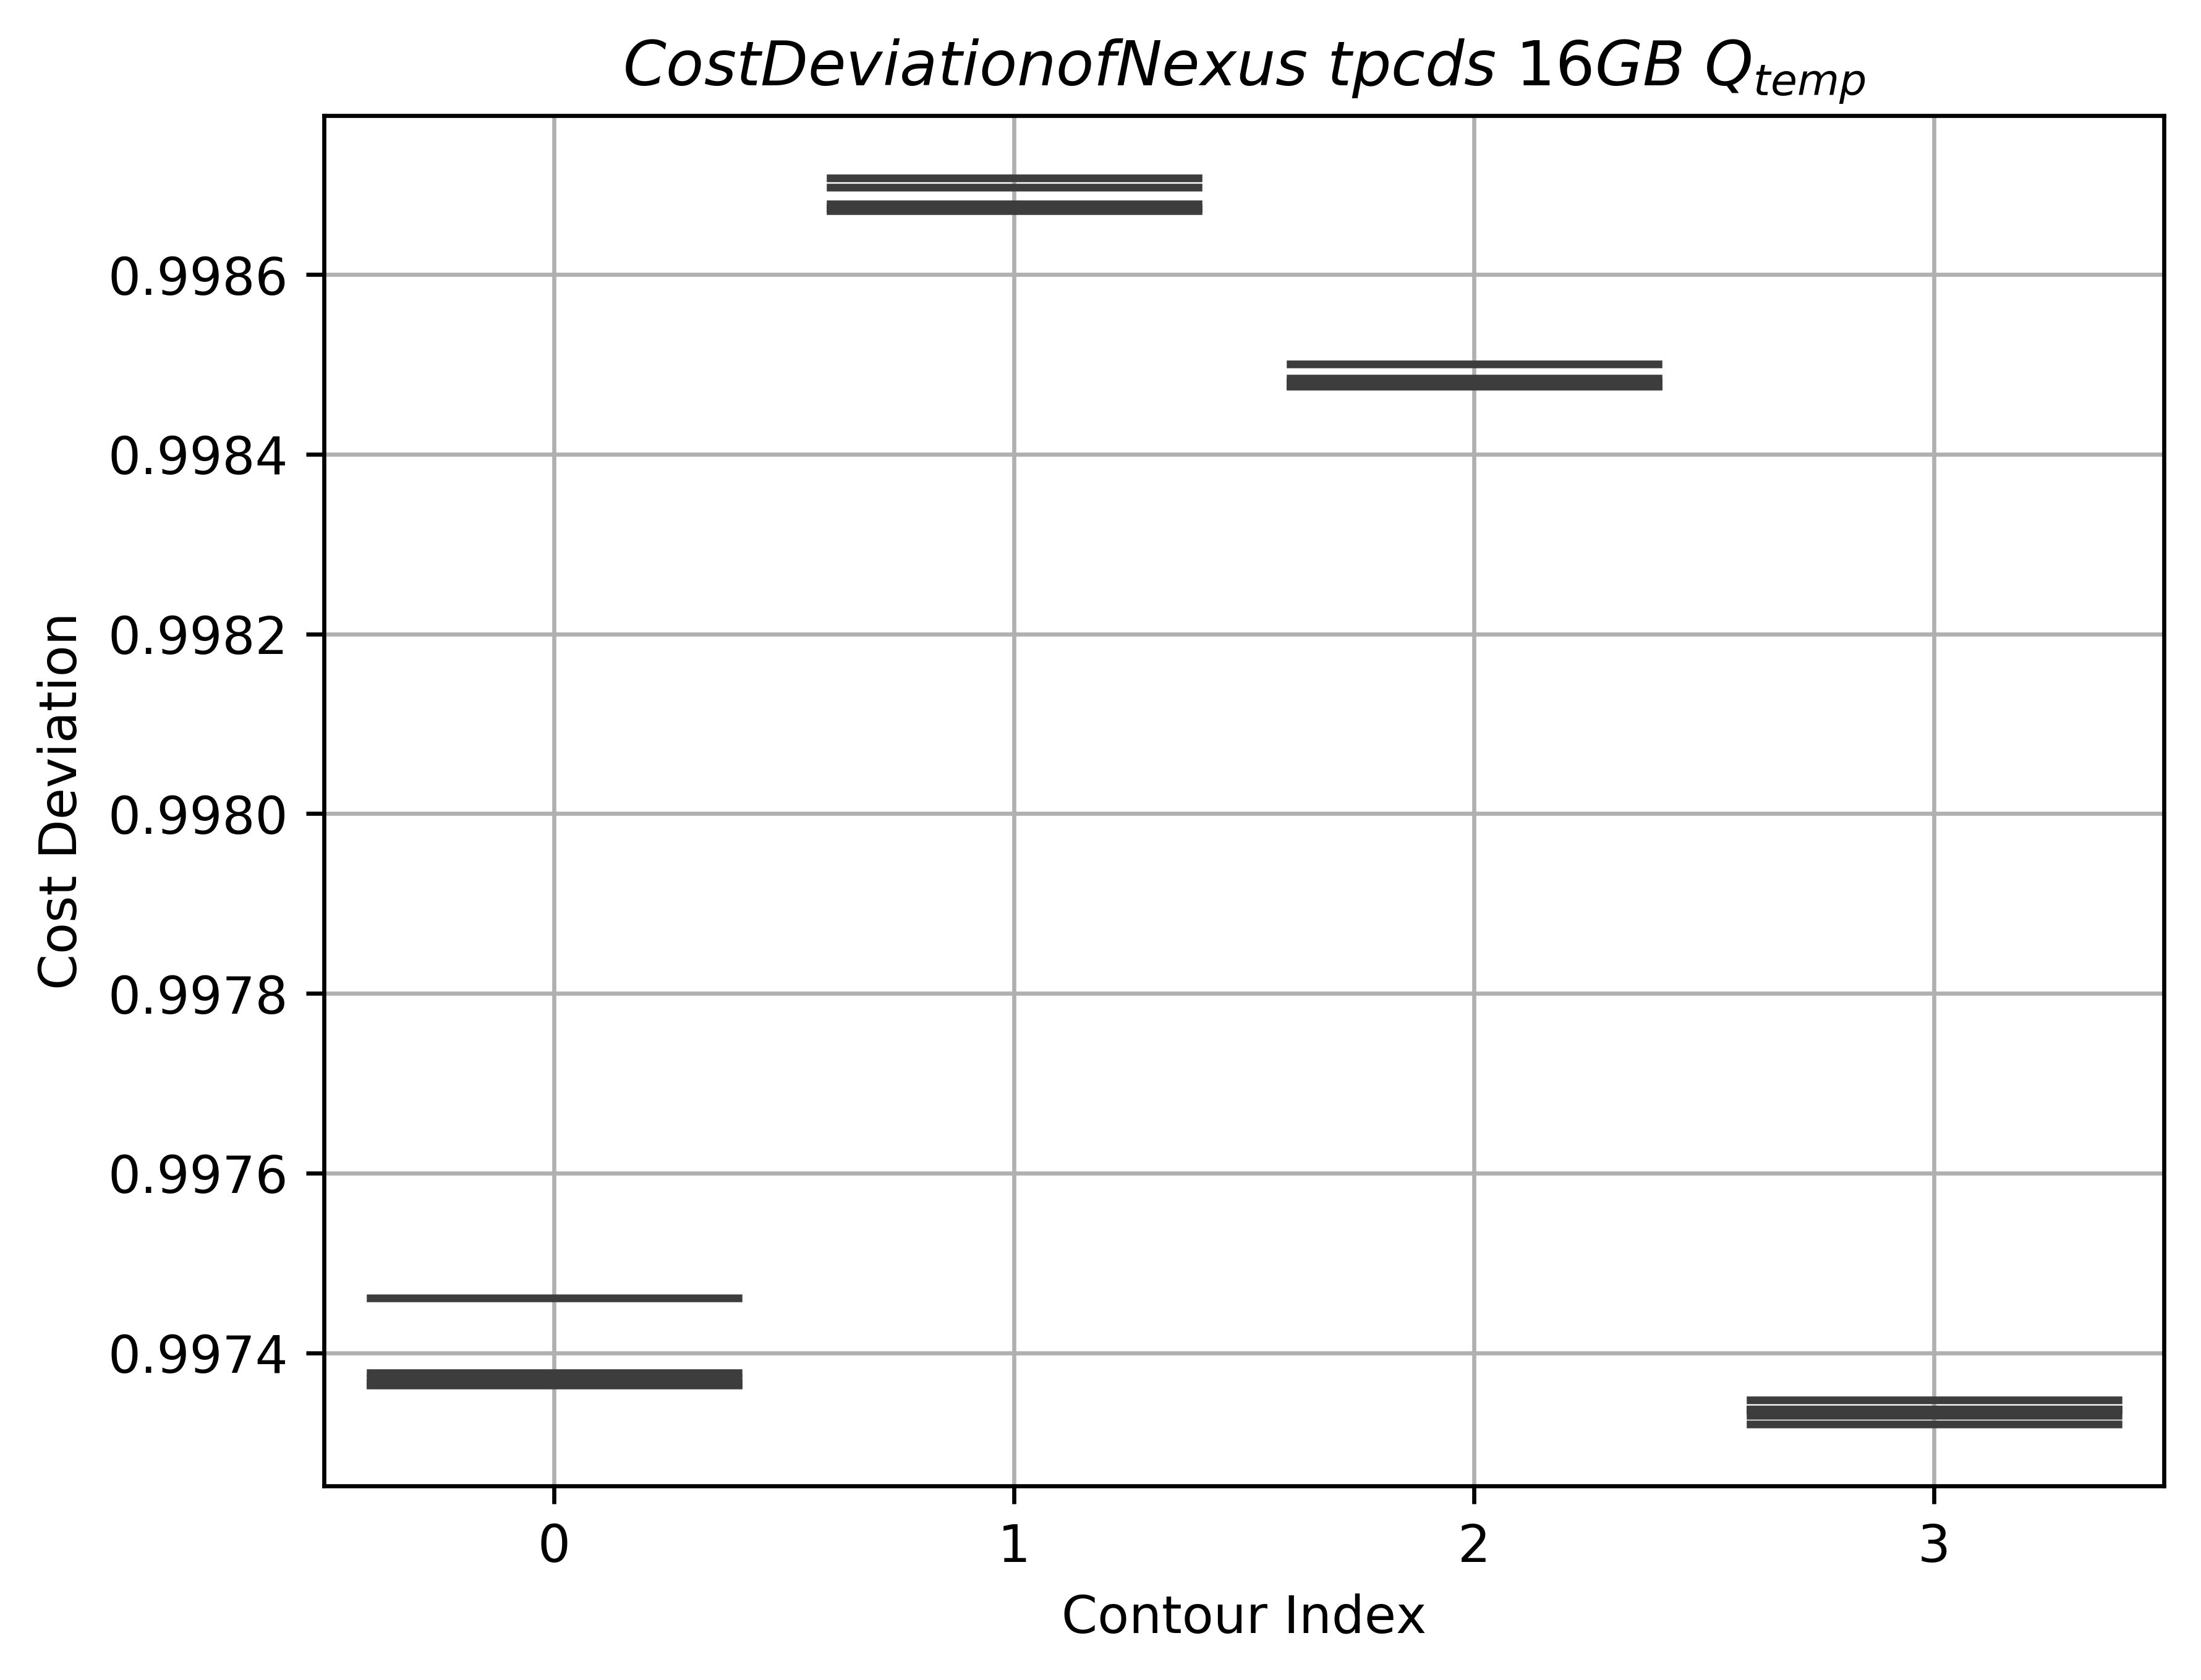 CostDeviationofNexus tpcds 16GB Q_temp
0.9986
0.9984
0.9982
0.9980
0.9978
0.9976
0.9974
Cost Deviation
0 1 2 3
Contour Index